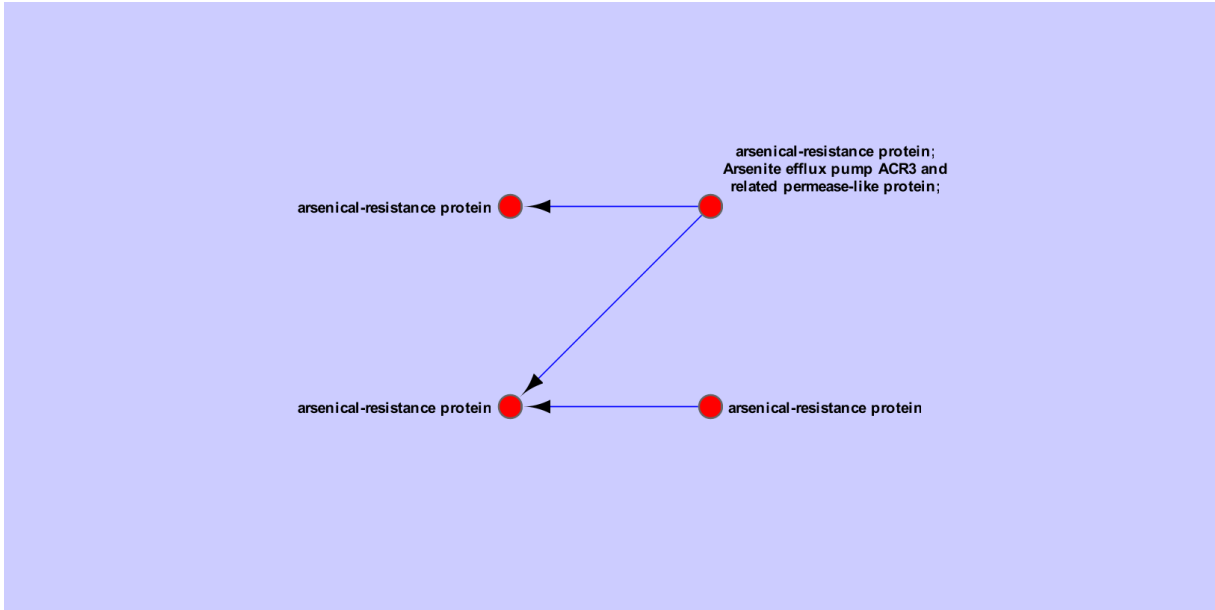 arsenical-resistance protein;
Arsenite efflux pump ACR3 and
related permease-like protein;
arsenical-resistance protein
arsenical-resistance protein
arsenical-resistance protein